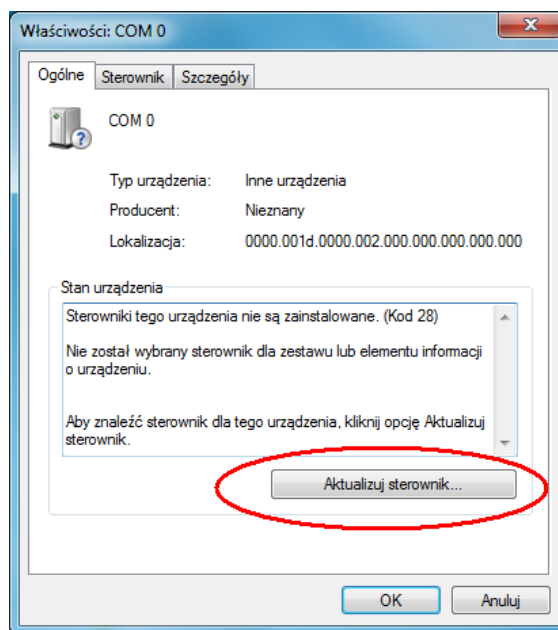 Właściwości: COM 0
Ogólne Sterownik Szczegóły
COM 0
Typ urządzenia: Inne urządzenia
Producent: Nieznany
Lokalizacja: 0000.001d.0000.002.000.000.000.000.000
Stan urządzenia
Sterowniki tego urządzenia nie są zainstalowane. (Kod 28)
Nie został wybrany sterownik dla zestawu lub elementu informacji
o urządzeniu.
Aby znaleźć sterownik dla tego urządzenia, kliknij opcję Aktualizuj
sterownik.
Aktualizuj sterownik...
OK Anuluj